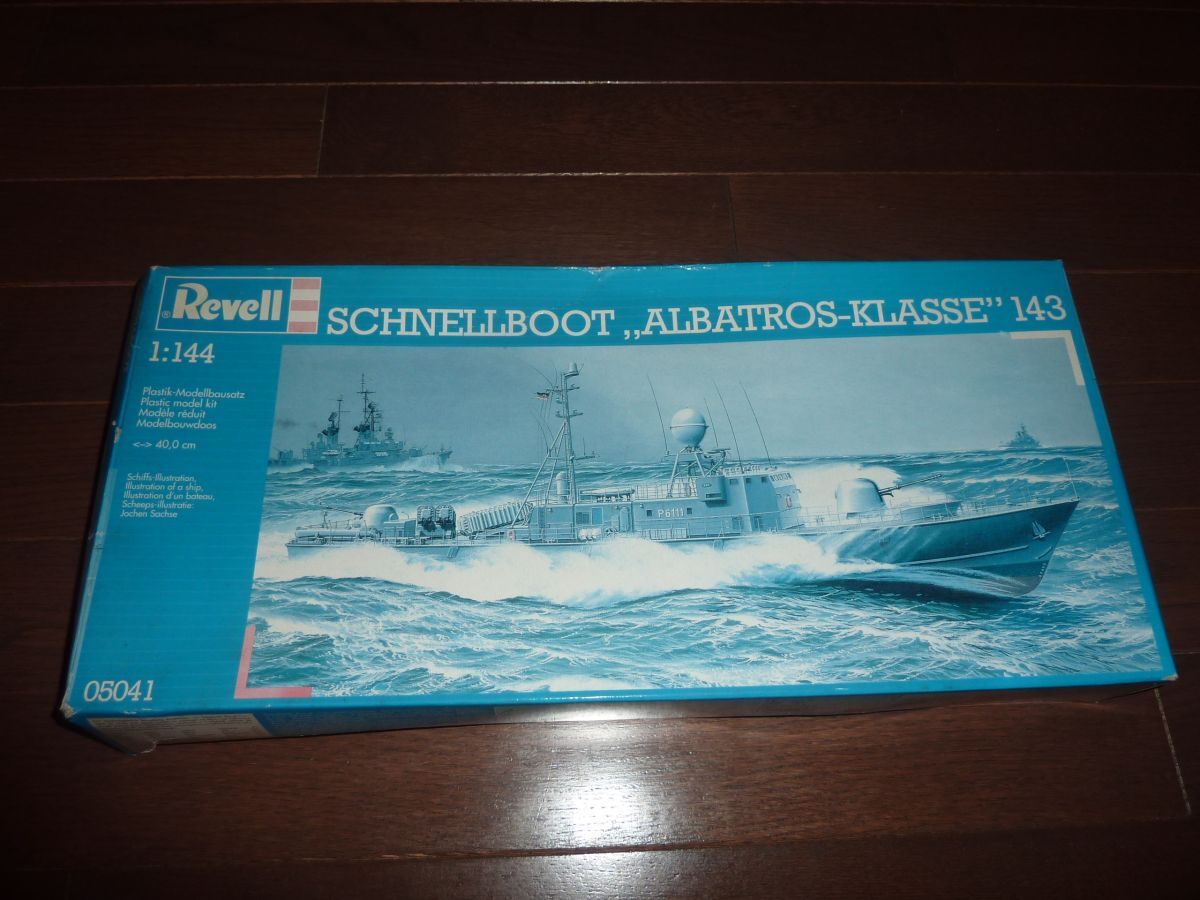 ® Revell
SCHNELLBOOT „ALBATROS-KLASSE” 143
1:144
Plastik-Modellbausatz
Plastic model kit
Modèle réduit
Modelbouwdoos
<-> 40,0 cm
Schiffs-Illustration,
Illustration of a ship,
Illustration d'un bateau,
Scheeps-illustratie:
Jochen Sachse
P6111
05041